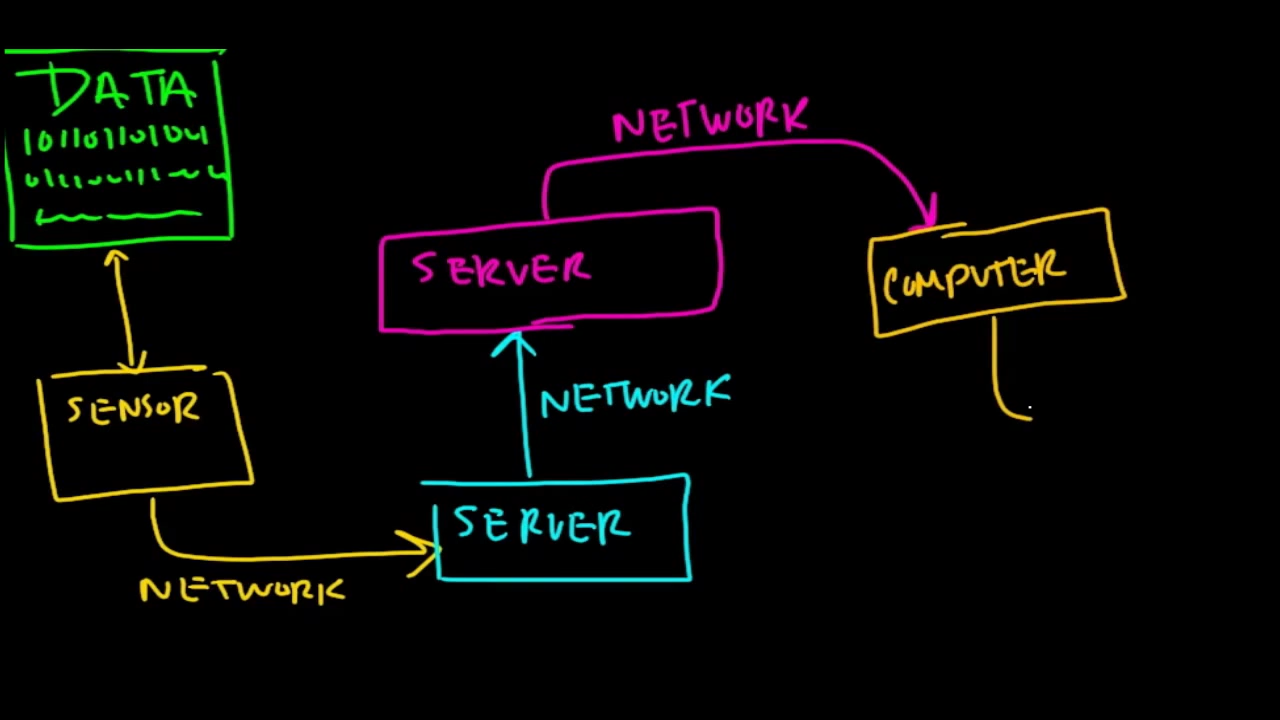 DATA
NETWORK
SERVER
COMPUTER
SENSOR
NETWORK
SERVER
NETWORK